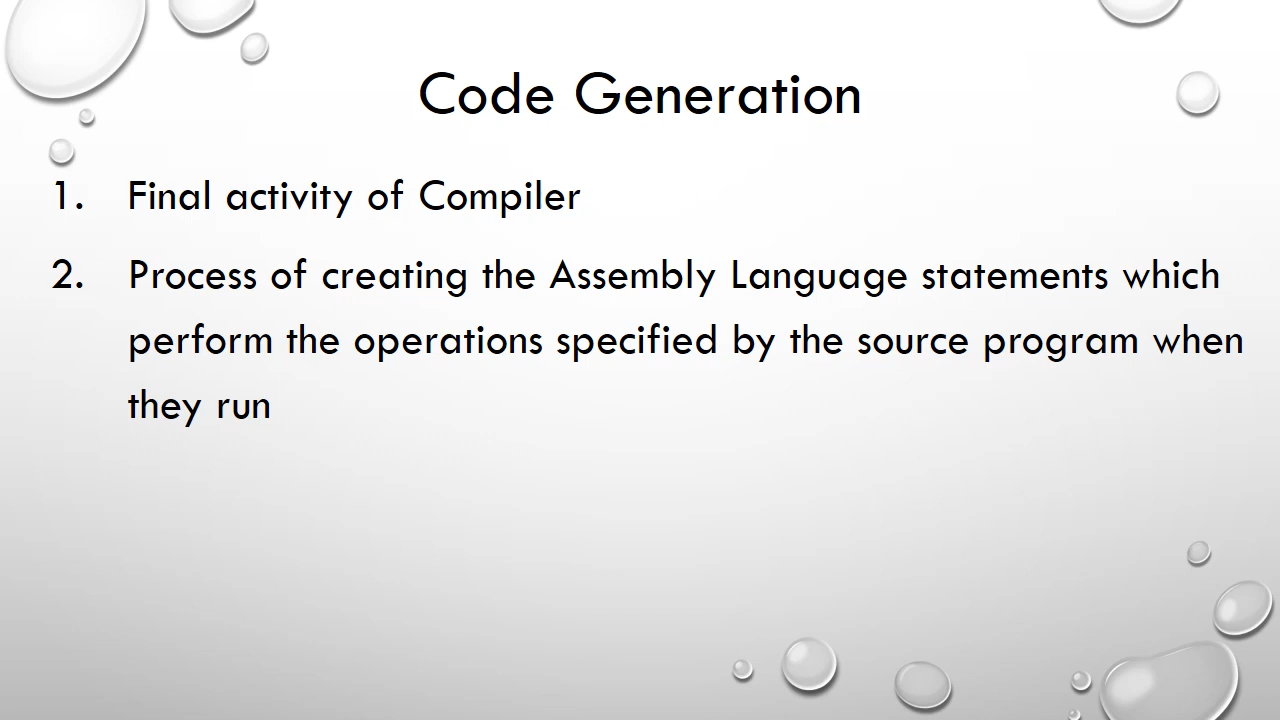 Code Generation
1. Final activity of Compiler
2. Process of creating the Assembly Language statements which
perform the operations specified by the source program when
they run